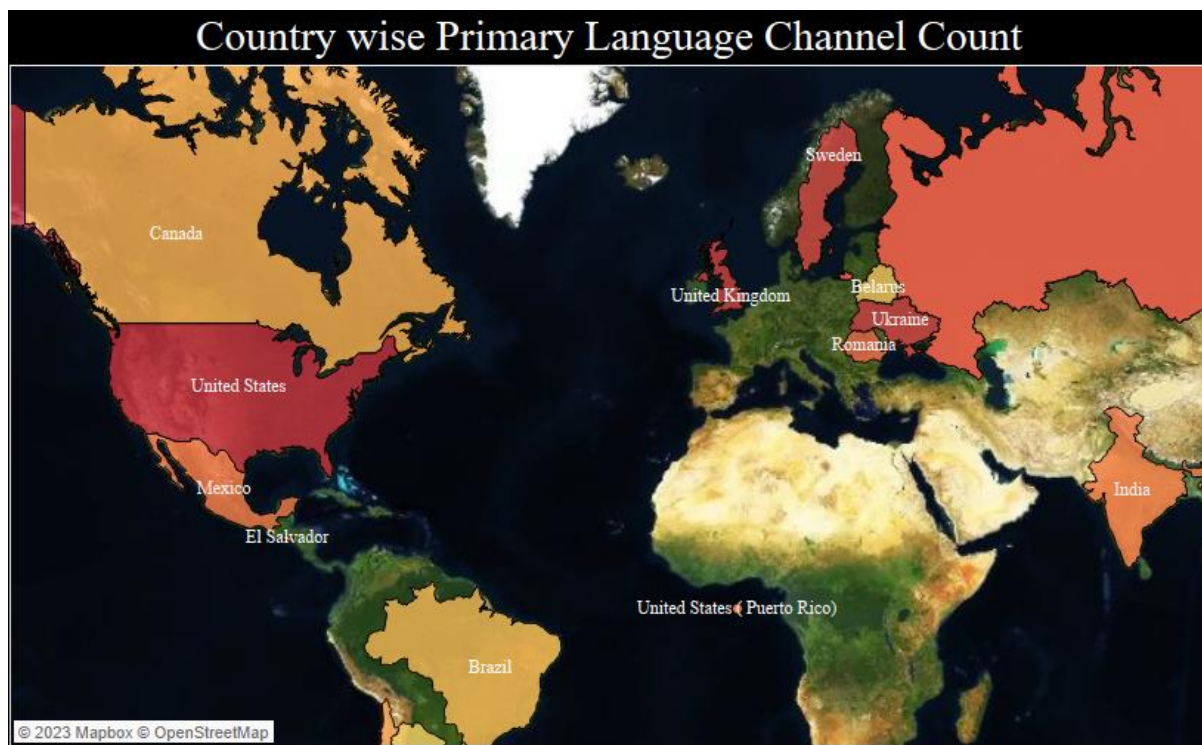 Country wise Primary Language Channel Count
Sweden
Canada
Belarus
United Kingdom
Ukraine
Romania
United States
Mexico
India
El Salvador
United States ( Puerto Rico)
Brazil
© 2023 Mapbox © OpenStreetMap